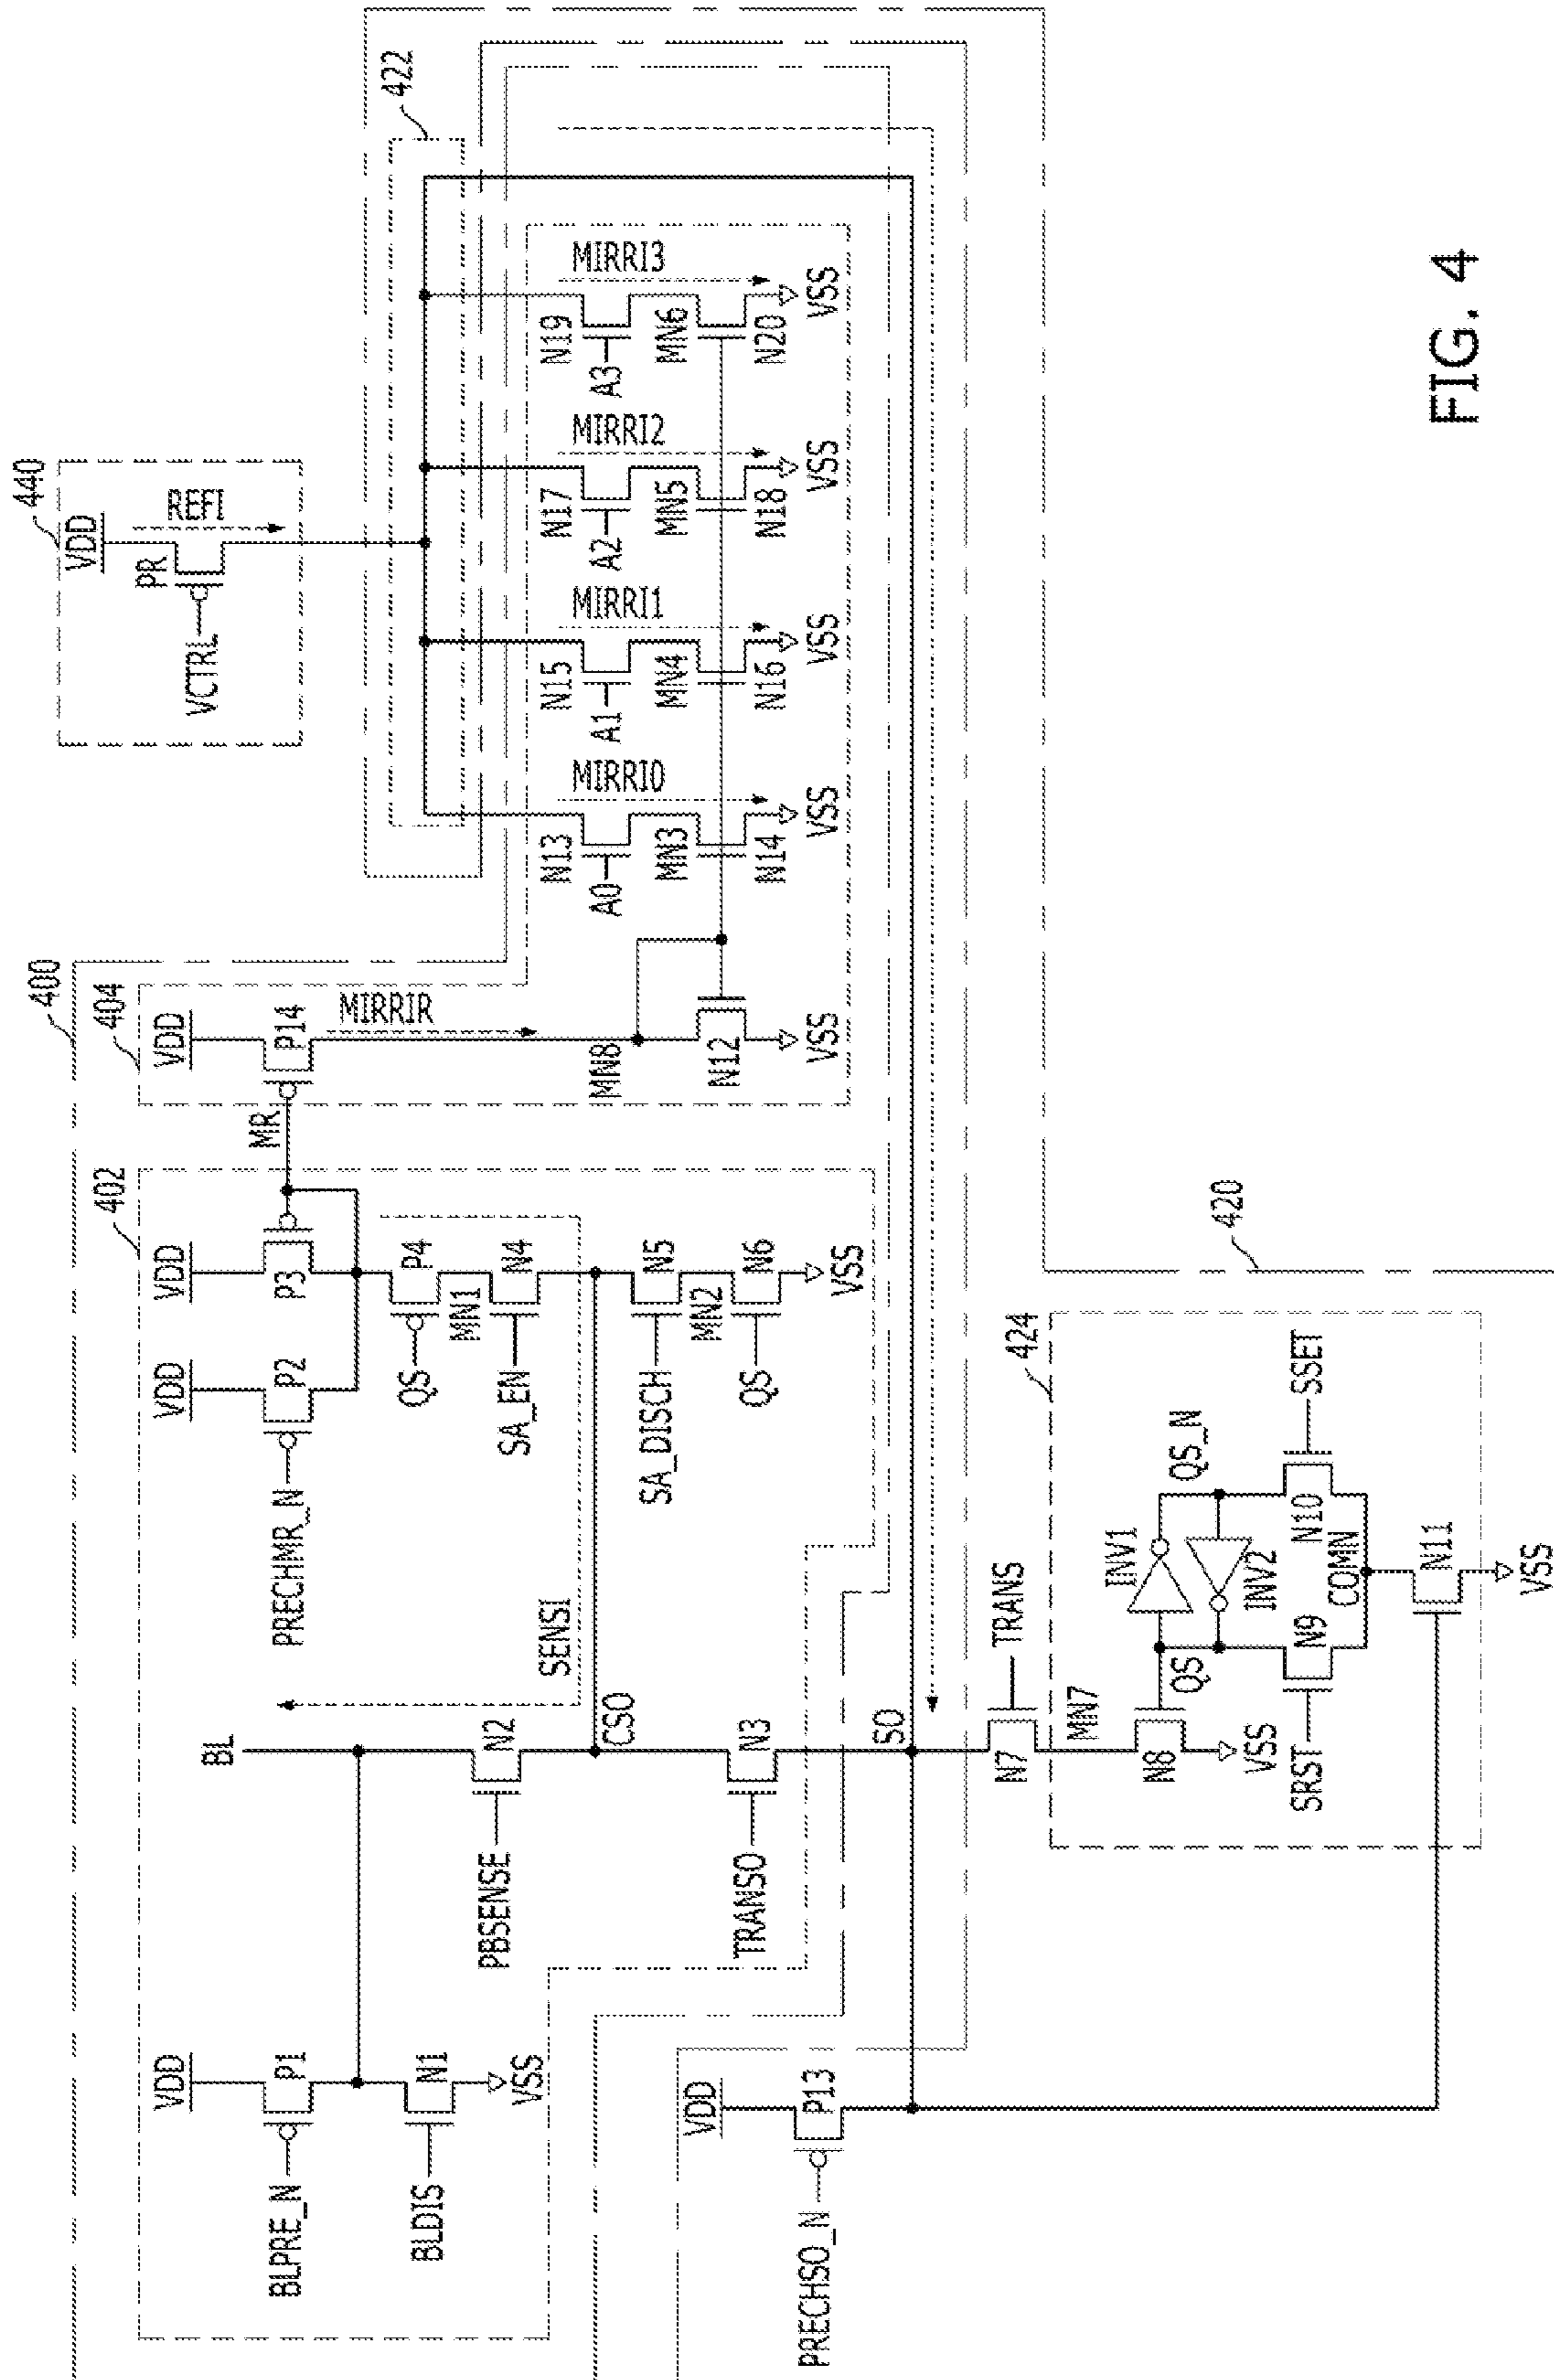 400
402
404
440
422
VDD
P1
BLPRE_N
BLDIS
N1
VSS
BL
PBSENSE
N2
CSO
TRANSO
N3
SENSI
VDD
P2
PRECHMR_N
VDD
P3
MR
QS
P4
MN1
SA_EN
N4
SA_DISCH
N5
MN2
QS
N6
VSS
VDD
P14
MIRRIR
MN8
N12
VSS
VDD
PR
REFI
VCTRL
N13
A0
MIRRI0
MN3
N14
VSS
N15
A1
MIRRI1
MN4
N16
VSS
N17
A2
MIRRI2
MN5
N18
VSS
N19
A3
MIRRI3
MN6
N20
VSS
VDD
P13
PRECHSO_N
SO
N7
TRANS
MN7
424
420
N8
VSS
QS
INV1
INV2
QS_N
SRST
N9
N10
SSET
COMN
N11
VSS
FIG. 4